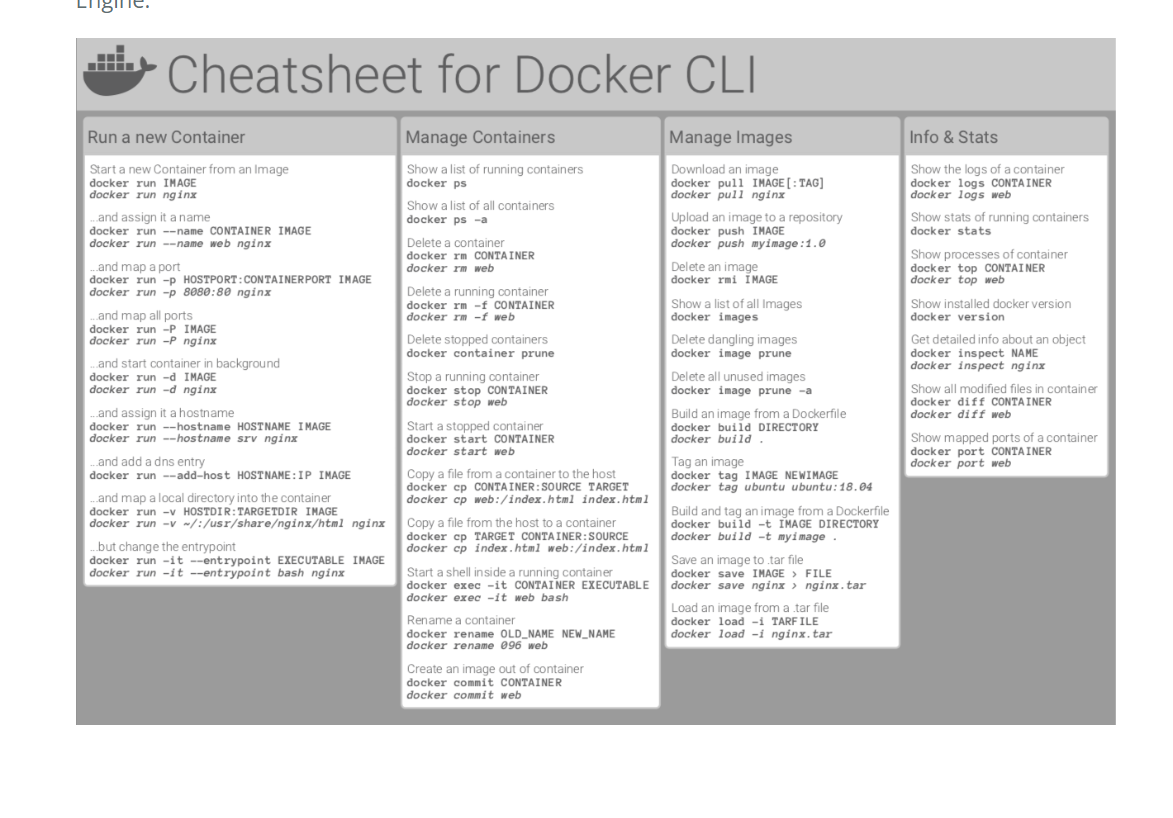 Engine.
Cheatsheet for Docker CLI
Run a new Container
Start a new Container from an Image
docker run IMAGE
docker run nginx
...and assign it a name
docker run --name CONTAINER IMAGE
docker run --name web nginx
...and map a port
docker run -p HOSTPORT:CONTAINERPORT IMAGE
docker run -p 8080:80 nginx
...and map all ports
docker run -P IMAGE
docker run -P nginx
...and start container in background
docker run -d IMAGE
docker run -d nginx
...and assign it a hostname
docker run --hostname HOSTNAME IMAGE
docker run --hostname srv nginx
...and add a dns entry
docker run --add-host HOSTNAME:IP IMAGE
...and map a local directory into the container
docker run -v HOSTDIR:TARGETDIR IMAGE
docker run -v ~/:/usr/share/nginx/html nginx
...but change the entrypoint
docker run -it --entrypoint EXECUTABLE IMAGE
docker run -it --entrypoint bash nginx
Manage Containers
Show a list of running containers
docker ps
Show a list of all containers
docker ps -a
Delete a container
docker rm CONTAINER
docker rm web
Delete a running container
docker rm -f CONTAINER
docker rm -f web
Delete stopped containers
docker container prune
Stop a running container
docker stop CONTAINER
docker stop web
Start a stopped container
docker start CONTAINER
docker start web
Copy a file from a container to the host
docker cp CONTAINER:SOURCE TARGET
docker cp web:/index.html index.html
Copy a file from the host to a container
docker cp TARGET CONTAINER:SOURCE
docker cp index.html web:/index.html
Start a shell inside a running container
docker exec -it CONTAINER EXECUTABLE
docker exec -it web bash
Rename a container
docker rename OLD_NAME NEW_NAME
docker rename 096 web
Create an image out of container
docker commit CONTAINER
docker commit web
Manage Images
Download an image
docker pull IMAGE[:TAG]
docker pull nginx
Upload an image to a repository
docker push IMAGE
docker push myimage:1.0
Delete an image
docker rmi IMAGE
Show a list of all Images
docker images
Delete dangling images
docker image prune
Delete all unused images
docker image prune -a
Build an image from a Dockerfile
docker build DIRECTORY
docker build .
Tag an image
docker tag IMAGE NEWIMAGE
docker tag ubuntu ubuntu:18.04
Build and tag an image from a Dockerfile
docker build -t IMAGE DIRECTORY
docker build -t myimage .
Save an image to .tar file
docker save IMAGE > FILE
docker save nginx > nginx.tar
Load an image from a .tar file
docker load -i TARFILE
docker load -i nginx.tar
Info & Stats
Show the logs of a container
docker logs CONTAINER
docker logs web
Show stats of running containers
docker stats
Show processes of container
docker top CONTAINER
docker top web
Show installed docker version
docker version
Get detailed info about an object
docker inspect NAME
docker inspect nginx
Show all modified files in container
docker diff CONTAINER
docker diff web
Show mapped ports of a container
docker port CONTAINER
docker port web